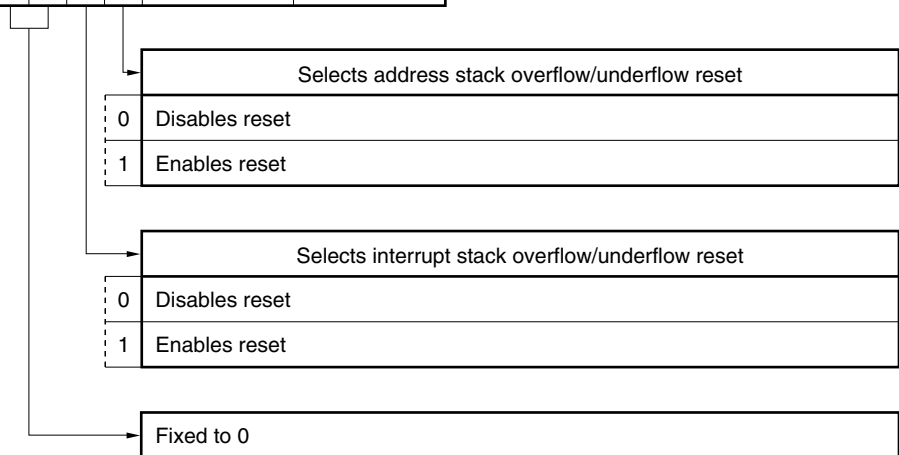 Selects address stack overflow/underflow reset
0 Disables reset
1 Enables reset
Selects interrupt stack overflow/underflow reset
0 Disables reset
1 Enables reset
Fixed to 0